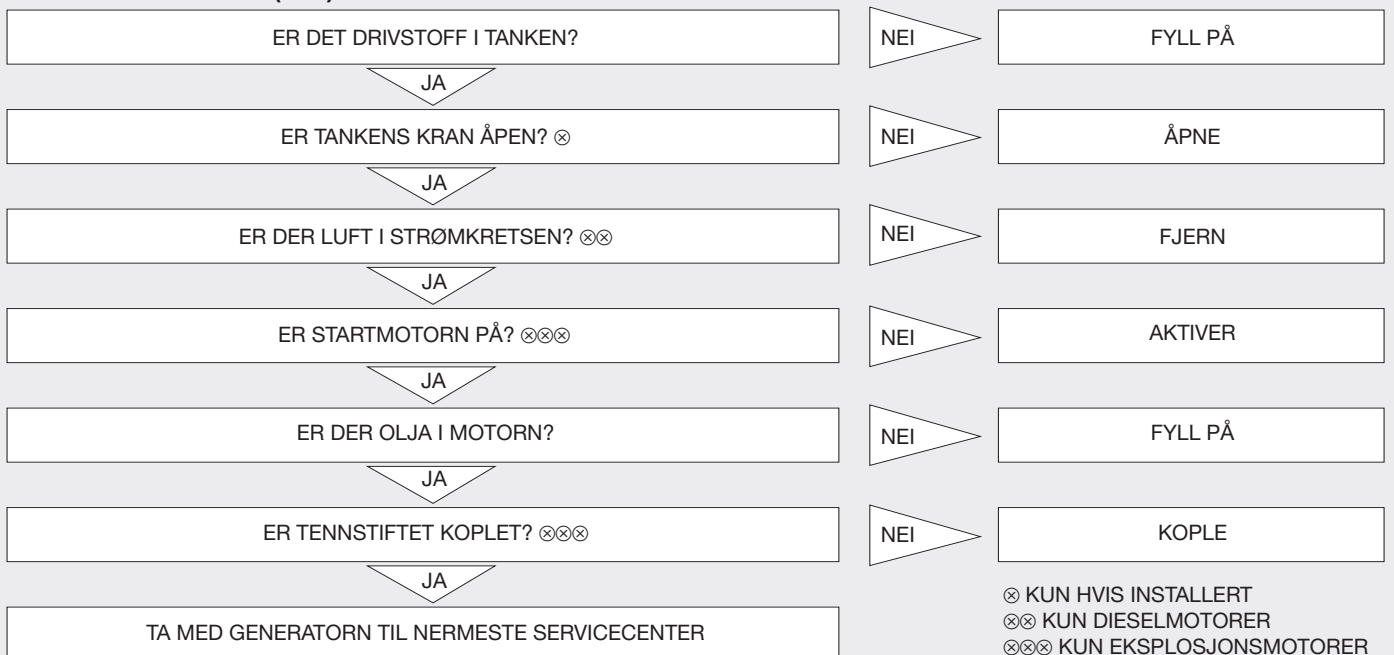 ER DET DRIVSTOFF I TANKEN? NEI FYLL PÅ
JA
ER TANKENS KRAN ÅPEN? ⊗ NEI ÅPNE
JA
ER DER LUFT I STRØMKRETSEN? ⊗⊗ NEI FJERN
JA
ER STARTMOTORN PÅ? ⊗⊗⊗ NEI AKTIVER
JA
ER DER OLJA I MOTORN? NEI FYLL PÅ
JA
ER TENNSTIFTET KOPLET? ⊗⊗⊗ NEI KOPLE
JA
TA MED GENERATORN TIL NERMESTE SERVICECENTER
⊗ KUN HVIS INSTALLERT
⊗⊗ KUN DIESELMOTORER
⊗⊗⊗ KUN EKSPLOSJONSMOTORER